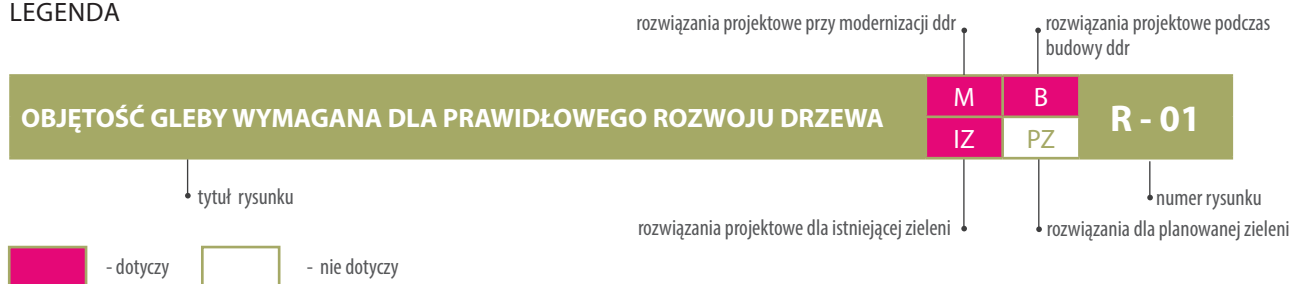 LEGENDA
rozwiązania projektowe przy modernizacji ddr
rozwiązania projektowe podczas
budowy ddr
OBJĘTOŚĆ GLEBY WYMAGANA DLA PRAWIDŁOWEGO ROZWOJU DRZEWA
M B
IZ PZ
R - 01
tytuł rysunku
numer rysunku
rozwiązania projektowe dla istniejącej zieleni
rozwiązania dla planowanej zieleni
- dotyczy
- nie dotyczy